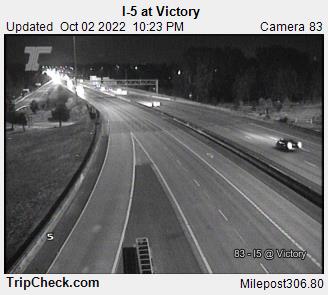 I-5 at Victory
Updated Oct 02 2022 10:23 PM Camera 83
S
83 - I5 @ Victory
TripCheck.com Milepost306.80